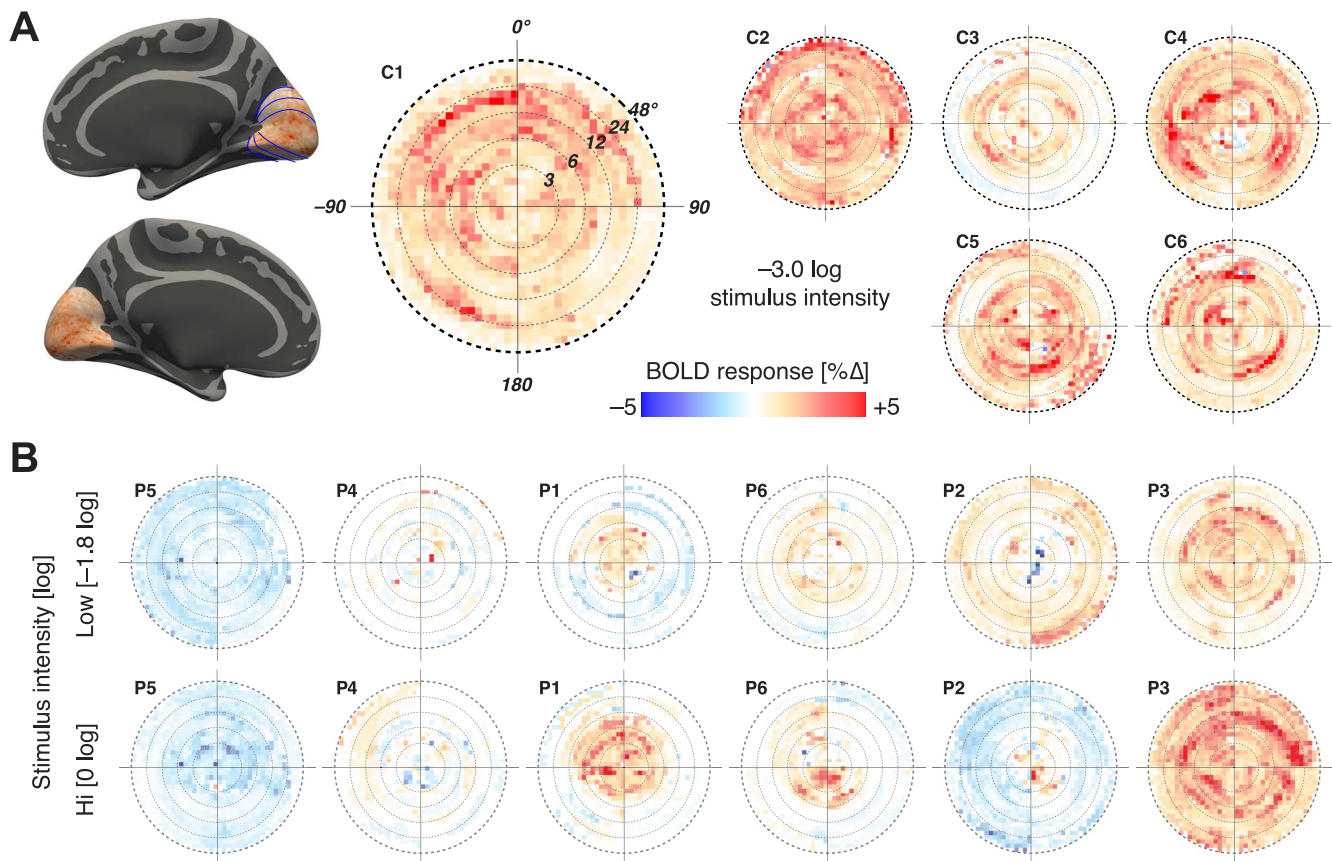 A
0°
C1
48°
24
12
6
3
–90
90
180
C2
C3
C4
–3.0 log
stimulus intensity
C5
C6
BOLD response [%Δ]
–5
+5
B
Stimulus intensity [log]
Low [–1.8 log]
P5
P4
P1
P6
P2
P3
Hi [0 log]
P5
P4
P1
P6
P2
P3